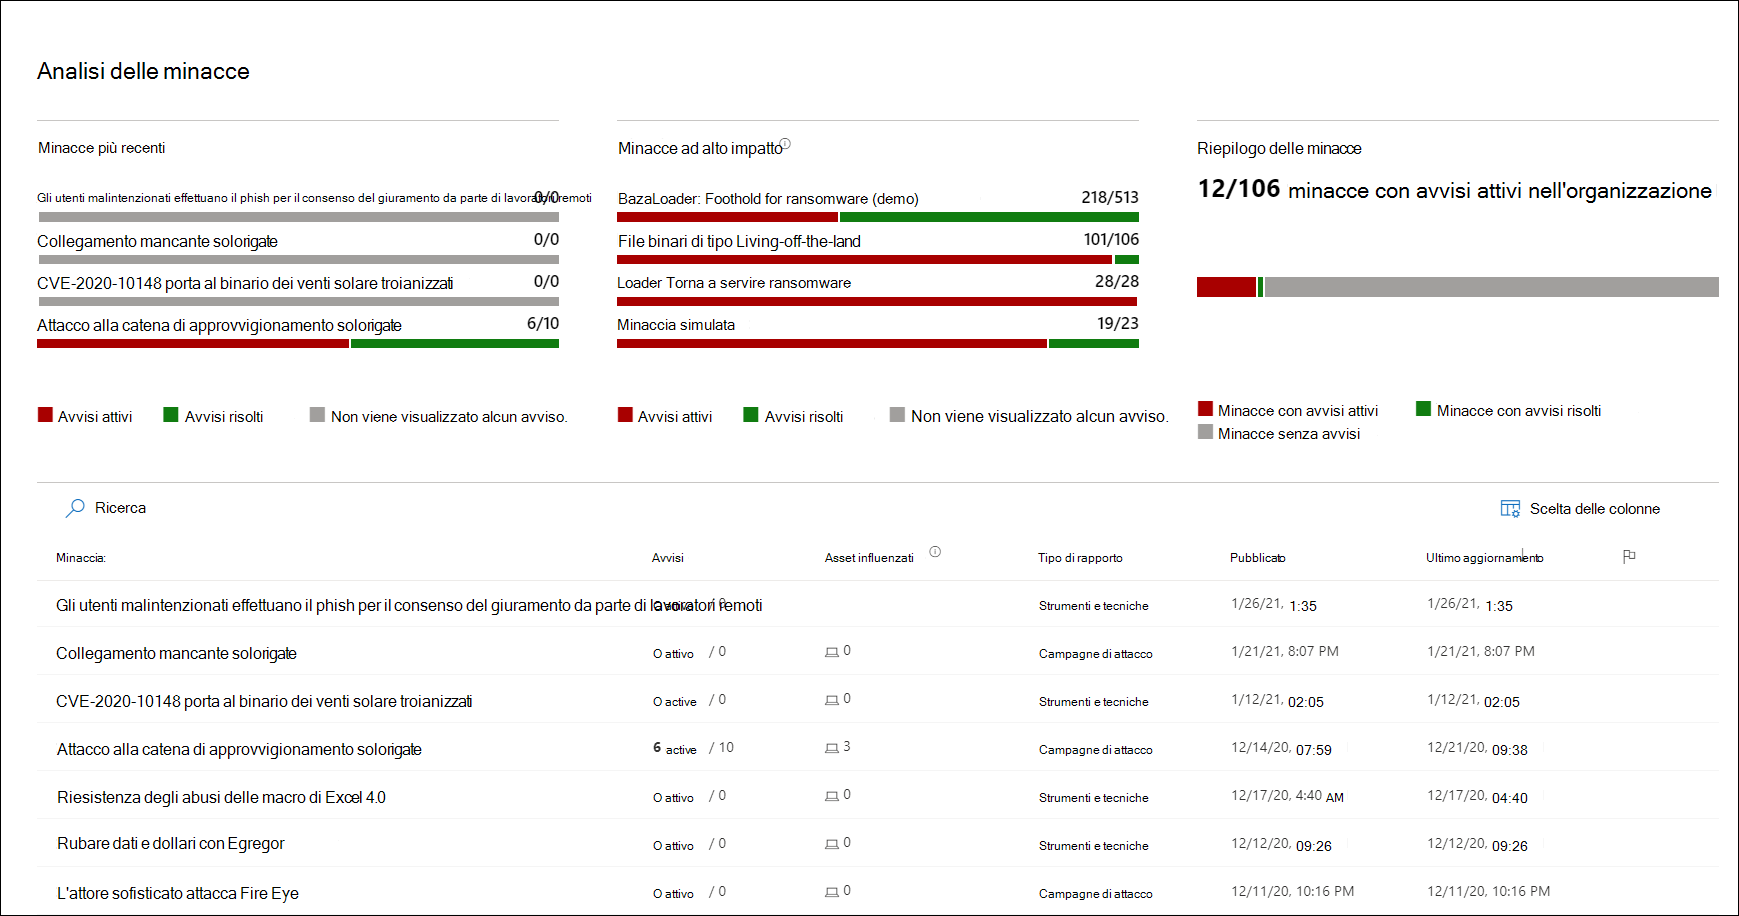 Analisi delle minacce
Minacce più recenti
Gli utenti malintenzionati effettuano il phish per il consenso del giuramento da parte di lavoratori remoti 0/0
Collegamento mancante solorigate 0/0
CVE-2020-10148 porta al binario dei venti solare troianizzati 0/0
Attacco alla catena di approvvigionamento solorigate 6/10
Avvisi attivi Avvisi risolti Non viene visualizzato alcun avviso.
Minacce ad alto impatto
BazaLoader: Foothold for ransomware (demo) 218/513
File binari di tipo Living-off-the-land 101/106
Loader Torna a servire ransomware 28/28
Minaccia simulata 19/23
Avvisi attivi Avvisi risolti Non viene visualizzato alcun avviso.
Riepilogo delle minacce
12/106 minacce con avvisi attivi nell'organizzazione
Minacce con avvisi attivi Minacce con avvisi risolti
Minacce senza avvisi
Ricerca Scelta delle colonne
Minaccia: Avvisi Asset influenzati Tipo di rapporto Pubblicato Ultimo aggiornamento
Gli utenti malintenzionati effettuano il phish per il consenso del giuramento da parte di lavoratori remoti / 0 Strumenti e tecniche 1/26/21, 1:35 1/26/21, 1:35
Collegamento mancante solorigate O attivo / 0 0 Campagne di attacco 1/21/21, 8:07 PM 1/21/21, 8:07 PM
CVE-2020-10148 porta al binario dei venti solare troianizzati O active / 0 0 Strumenti e tecniche 1/12/21, 02:05 1/12/21, 02:05
Attacco alla catena di approvvigionamento solorigate 6 active / 10 3 Campagne di attacco 12/14/20, 07:59 12/21/20, 09:38
Riesistenza degli abusi delle macro di Excel 4.0 O attivo / 0 0 Strumenti e tecniche 12/17/20, 4:40 AM 12/17/20, 04:40
Rubare dati e dollari con Egregor O attivo / 0 0 Strumenti e tecniche 12/12/20, 09:26 12/12/20, 09:26
L'attore sofisticato attacca Fire Eye O attivo / 0 0 Campagne di attacco 12/11/20, 10:16 PM 12/11/20, 10:16 PM